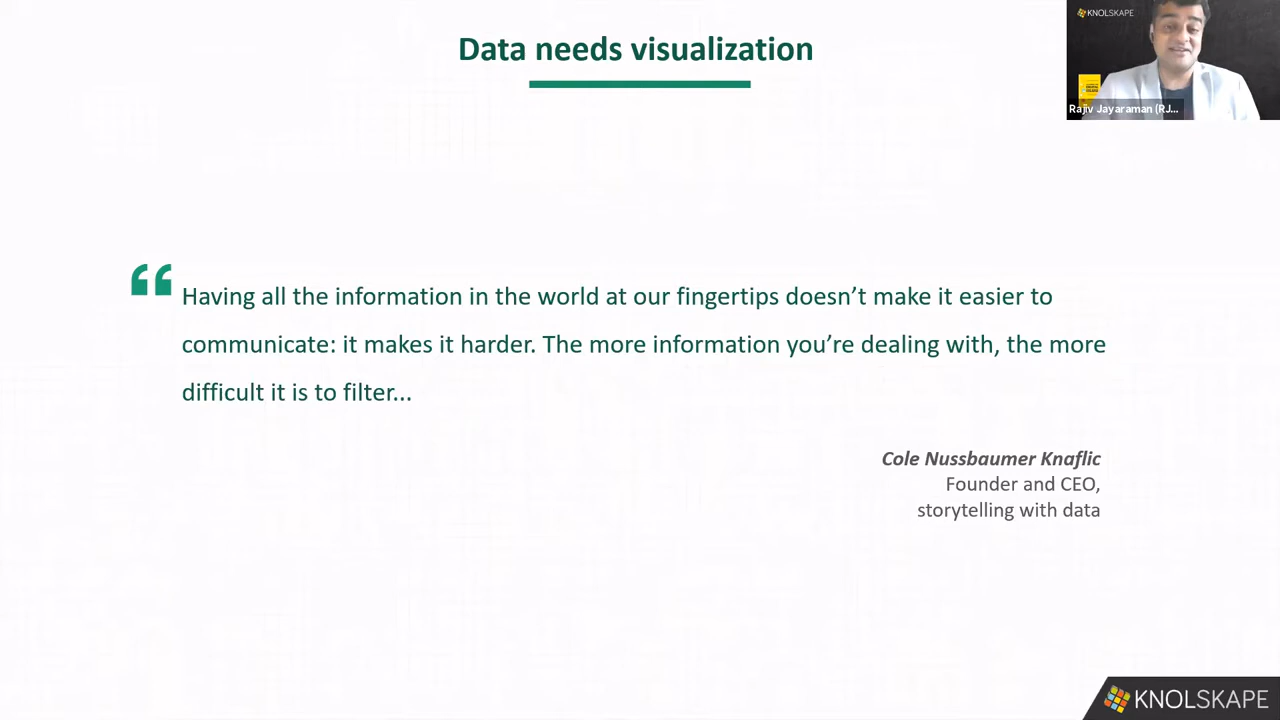 Data needs visualization
KNOLSKAPE
Rajiv Jayaraman (RJ...
“
Having all the information in the world at our fingertips doesn’t make it easier to
communicate: it makes it harder. The more information you’re dealing with, the more
difficult it is to filter...
Cole Nussbaumer Knaflic
Founder and CEO,
storytelling with data
KNOLSKAPE